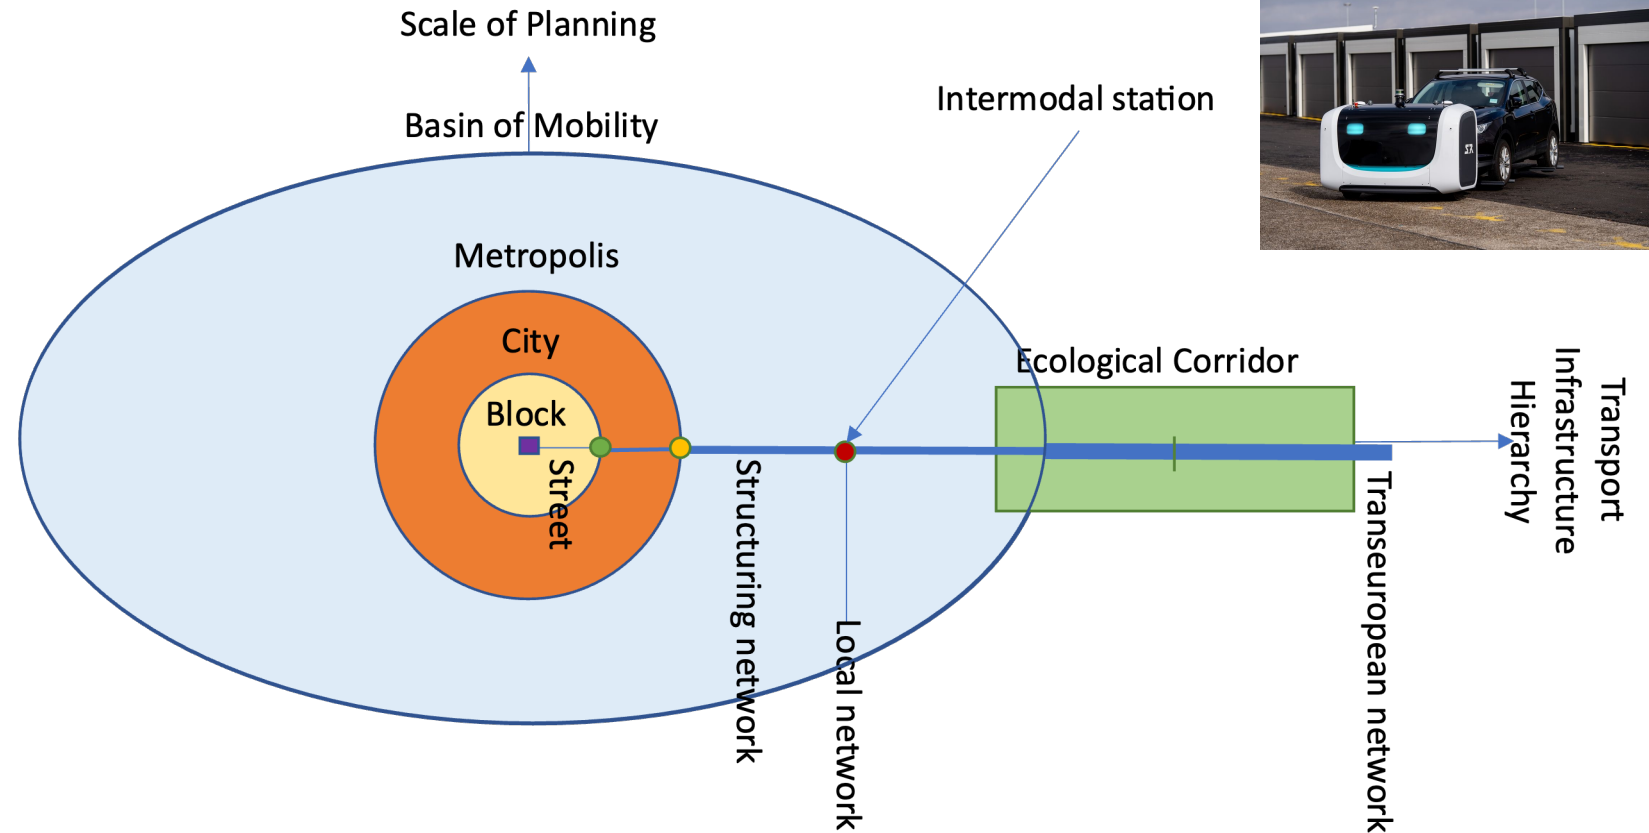 Scale of Planning
Basin of Mobility
Intermodal station
Metropolis
City
Block
Ecological Corridor
Street
Structuring network
Local network
Transeuropean network
Transport
Infrastructure
Hierarchy